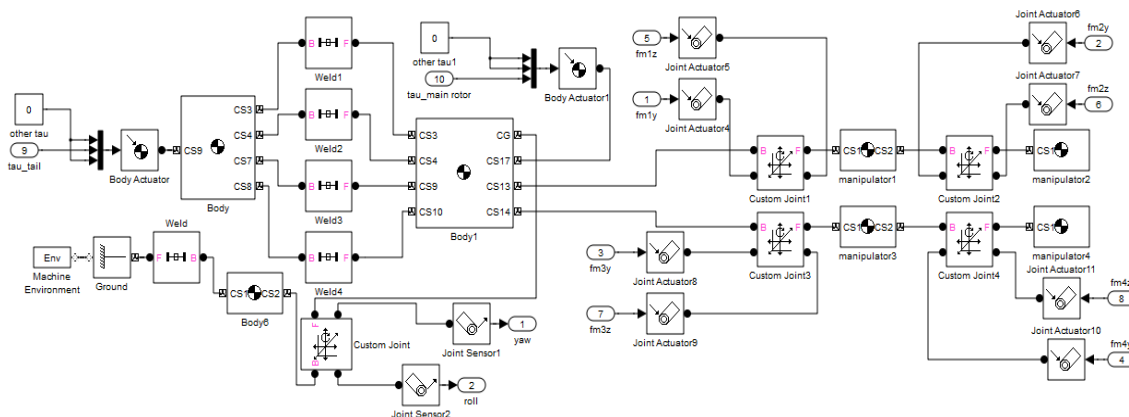 0
other tau
9
tau_tail
Body Actuator
CS9
CS3
CS4
CS7
CS8
Body
B F
Weld1
B F
Weld2
B F
Weld3
B F
Weld4
0
other tau1
10
tau_main rotor
Body Actuator1
CS3
CS4
CS9
CS10
CG
CS17
CS13
CS14
Body1
Env
Machine
Environment
Ground
Weld
F B
CS1 CS2
Body6
F
B
Custom Joint
Joint Sensor1
1
yaw
Joint Sensor2
2
roll
5
fm1z
Joint Actuator5
1
fm1y
Joint Actuator4
B F
Custom Joint1
CS1 CS2
manipulator1
B F
Custom Joint2
CS1
manipulator2
Joint Actuator6
fm2y
2
Joint Actuator7
fm2z
6
3
fm3y
Joint Actuator8
7
fm3z
Joint Actuator9
B F
Custom Joint3
CS1 CS2
manipulator3
B F
Custom Joint4
CS1
manipulator4
Joint Actuator11
fm4z
8
Joint Actuator10
fm4y
4